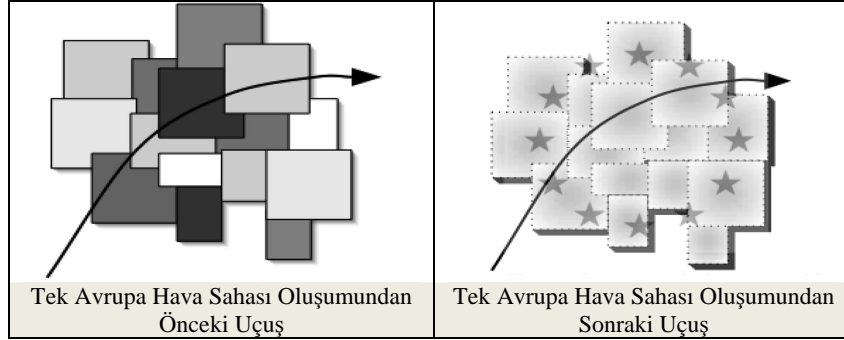 Tek Avrupa Hava Sahası Oluşumundan
Önceki Uçuş
Tek Avrupa Hava Sahası Oluşumundan
Sonraki Uçuş